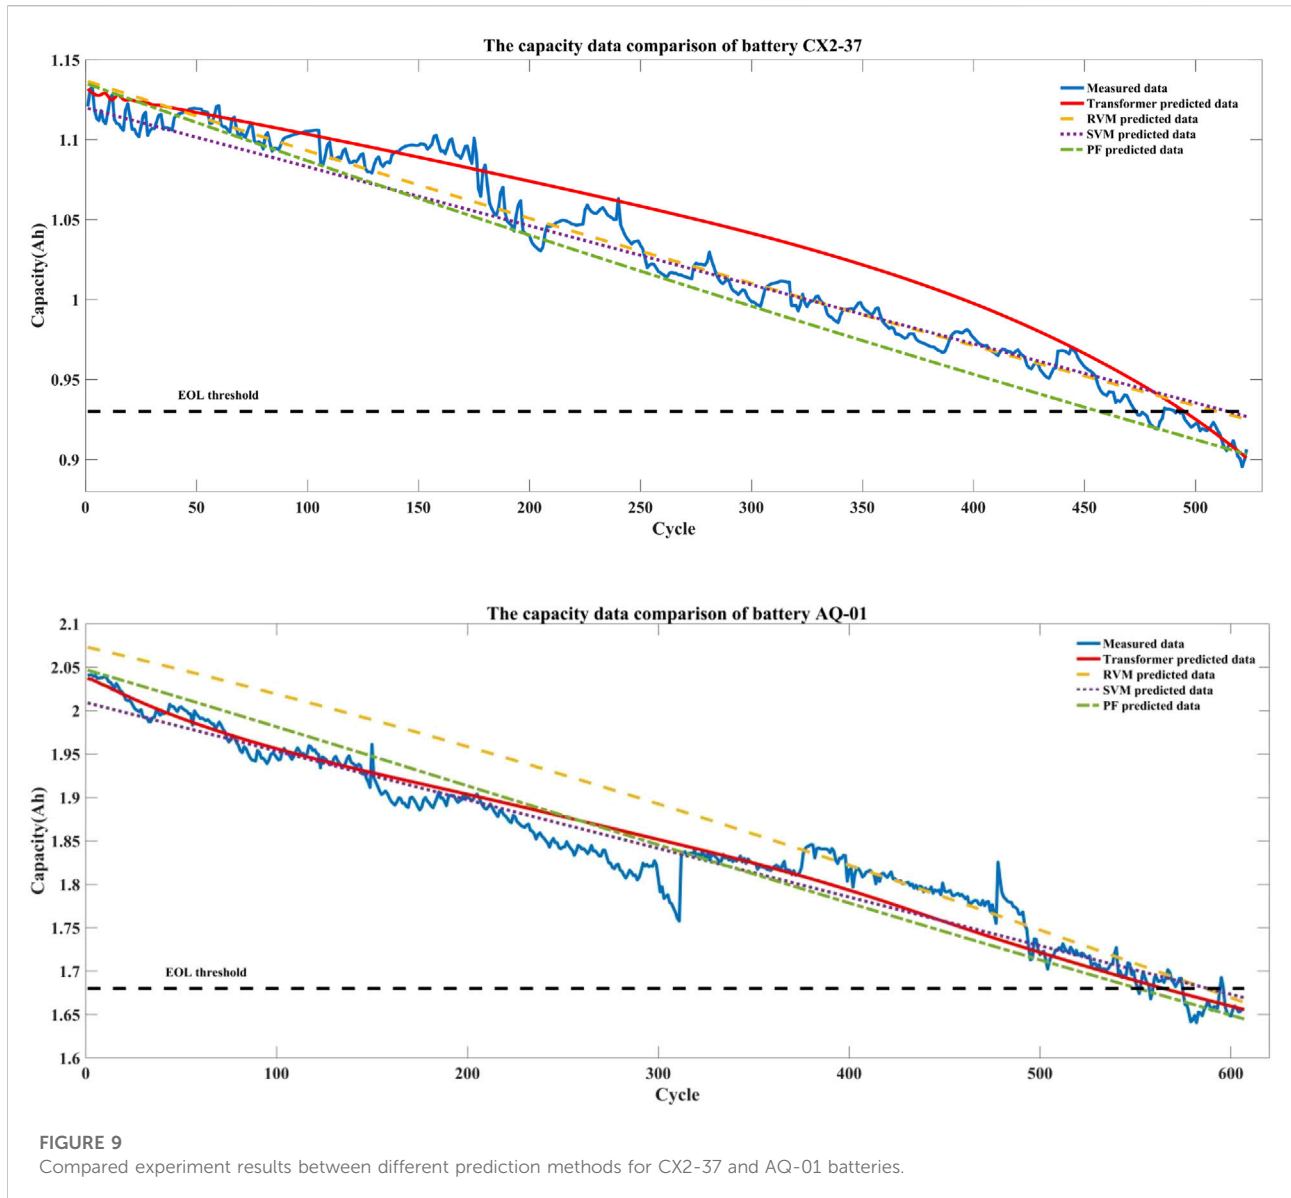 The capacity data comparison of battery CX2-37
1.15
1.1
1.05
1
0.95
0.9
Capacity(Ah)
Measured data
Transformer predicted data
RVM predicted data
SVM predicted data
PF predicted data
EOL threshold
0 50 100 150 200 250 300 350 400 450 500
Cycle
The capacity data comparison of battery AQ-01
2.1
2.05
2
1.95
1.9
1.85
1.8
1.75
1.7
1.65
1.6
Capacity(Ah)
Measured data
Transformer predicted data
RVM predicted data
SVM predicted data
PF predicted data
EOL threshold
0 100 200 300 400 500 600
Cycle
FIGURE 9
Compared experiment results between different prediction methods for CX2-37 and AQ-01 batteries.